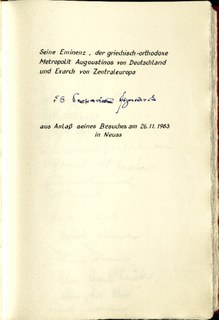 Seine Eminenz, der griechisch-orthodoxe
Metropolit Augoustinos von Deutschland
und Exarch von Zentraleuropa
aus Anlaß seines Besuches am 26.11.1983
in Neuss